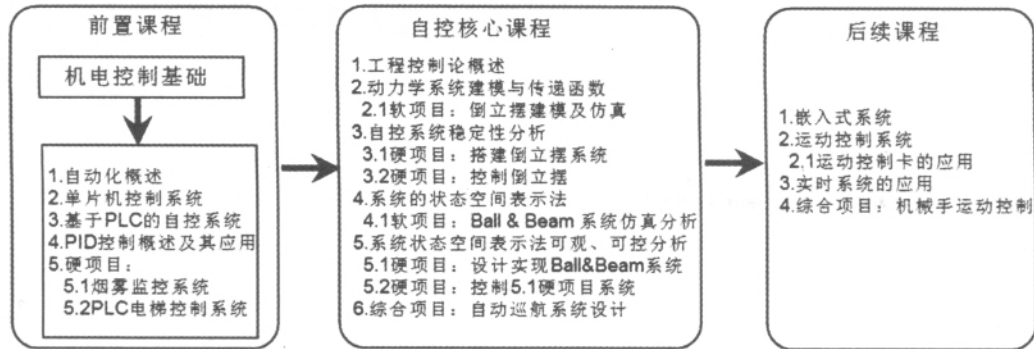 前置课程
机电控制基础
1.自动化概述
2.单片机控制系统
3.基于PLC的自控系统
4.PID控制概述及其应用
5.硬项目：
5.1烟雾监控系统
5.2PLC电梯控制系统
自控核心课程
1.工程控制论概述
2.动力学系统建模与传递函数
2.1软项目：倒立摆建模及仿真
3.自控系统稳定性分析
3.1硬项目：搭建倒立摆系统
3.2硬项目：控制倒立摆
4.系统的状态空间表示法
4.1软项目：Ball & Beam 系统仿真分析
5.系统状态空间表示法可观、可控分析
5.1硬项目：设计实现Ball&Beam系统
5.2硬项目：控制5.1硬项目系统
6.综合项目：自动巡航系统设计
后续课程
1.嵌入式系统
2.运动控制系统
2.1运动控制卡的应用
3.实时系统的应用
4.综合项目：机械手运动控制